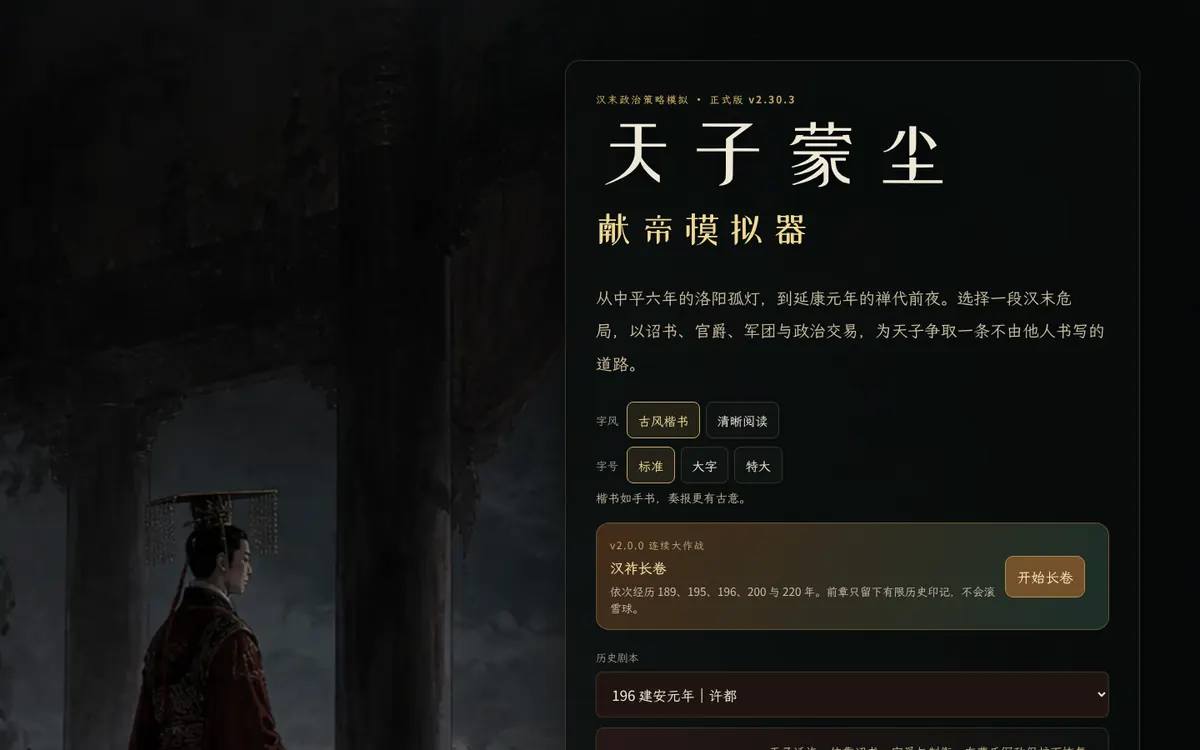 汉末政治策略模拟 • 正式版 v2.30.3
天子蒙尘
献帝模拟器
从中平六年的洛阳孤灯，到延康元年的禅代前夜。选择一段汉末危
局，以诏书、官爵、军团与政治交易，为天子争取一条不由他人书写的
道路。
字风 古风楷书 清晰阅读
字号 标准 大字 特大
楷书如手书，奏报更有古意。
v2.0.0 连续大作战
汉祚长卷
依次经历 189、195、196、200 与 220 年。前章只留下有限历史印记，不会滚
雪球。
开始长卷
历史剧本
196 建安元年｜许都